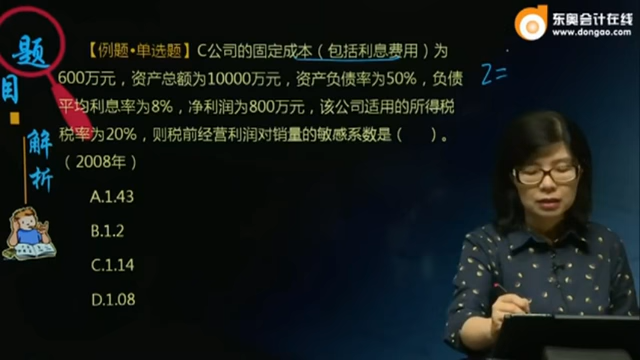 东奥会计在线
www.dongao.com
题目
解析
【例题•单选题】C公司的固定成本（包括利息费用）为
600万元，资产总额为10000万元，资产负债率为50%，负债
平均利息率为8%，净利润为800万元，该公司适用的所得税
税率为20%，则税前经营利润对销量的敏感系数是（ ）。
（2008年）
A.1.43
B.1.2
C.1.14
D.1.08